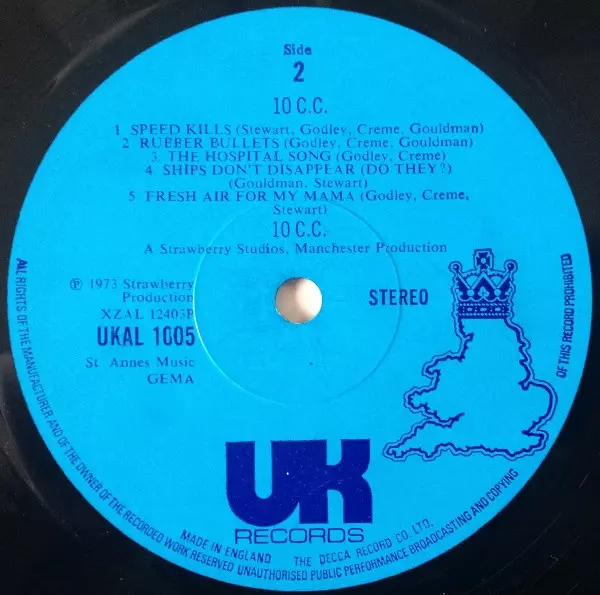 Side
2
10 C.C.
1 SPEED KILLS (Stewart, Godley, Creme, Gouldman)
2 RUBBER BULLETS (Godley, Creme, Gouldman)
3 THE HOSPITAL SONG (Godley, Creme)
4 SHIPS DON'T DISAPPEAR (DO THEY?)
(Gouldman, Stewart)
5 FRESH AIR FOR MY MAMA (Godley, Creme,
Stewart)
10 C.C.
A Strawberry Studios, Manchester Production
℗ 1973 Strawberry
Production
XZAL 12403P
UKAL 1005
St. Annes Music
GEMA
STEREO
UK
RECORDS
MADE IN ENGLAND
THE DECCA RECORD CO. LTD.
ALL RIGHTS OF THE MANUFACTURER AND OF THE OWNER OF THE RECORDED WORK RESERVED UNAUTHORISED PUBLIC PERFORMANCE BROADCASTING AND COPYING OF THIS RECORD PROHIBITED